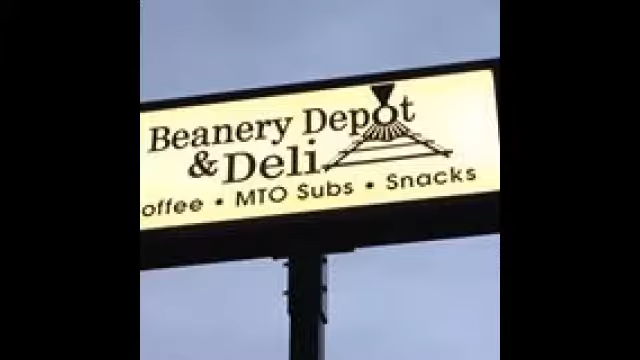 Beanery Depot
& Deli
offee • MTO Subs • Snacks